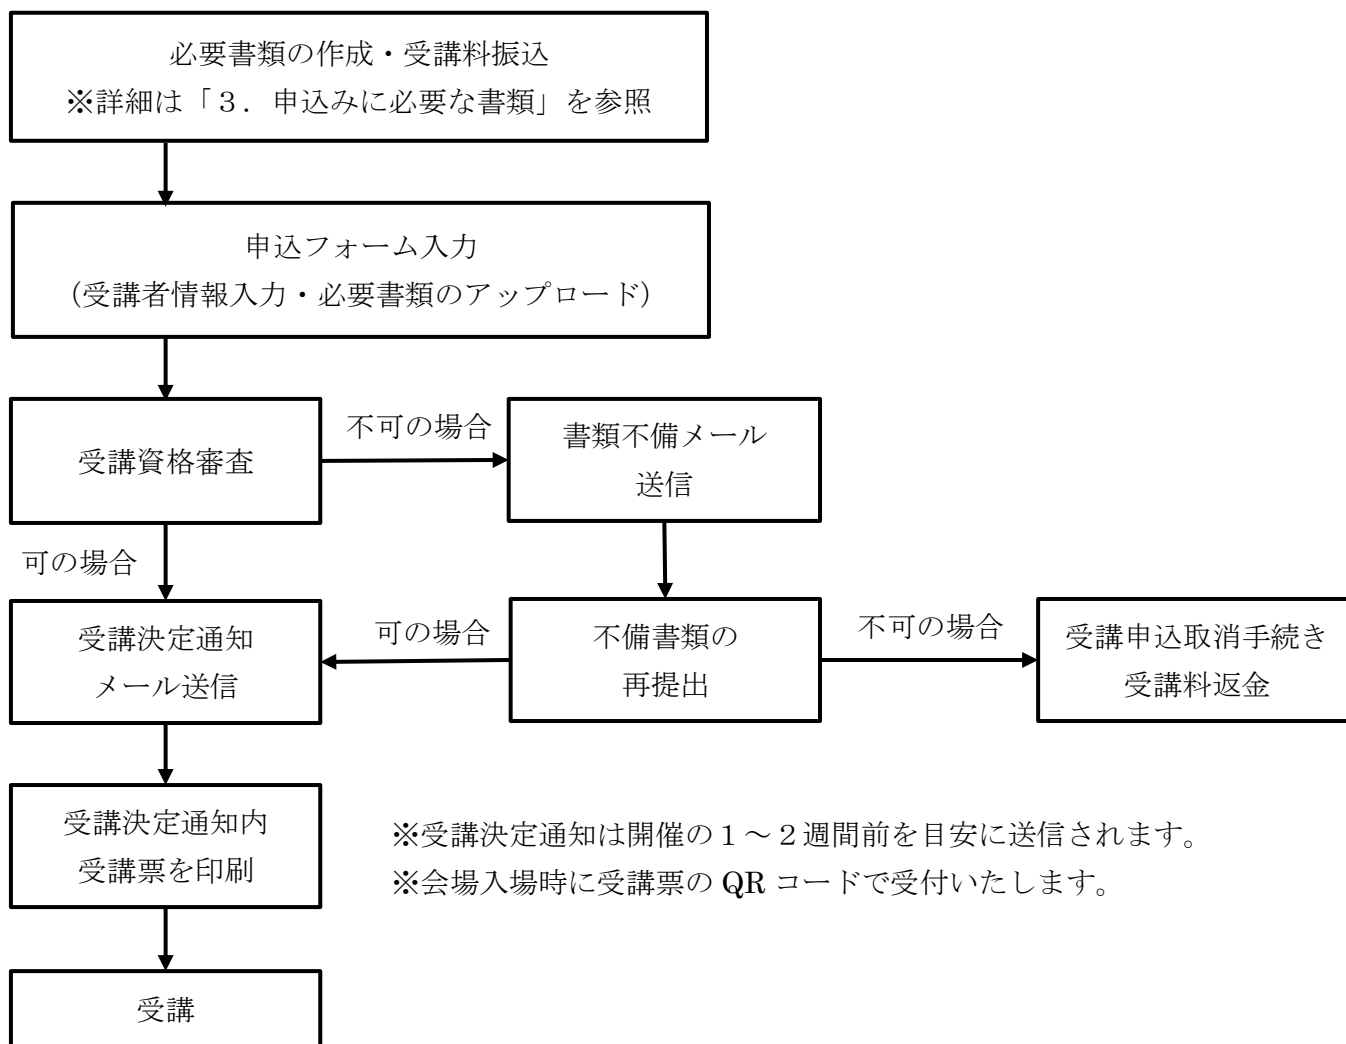 必要書類の作成・受講料振込
※詳細は「３．申込みに必要な書類」を参照
申込フォーム入力
（受講者情報入力・必要書類のアップロード）
受講資格審査
不可の場合
書類不備メール
送信
可の場合
受講決定通知
メール送信
可の場合
不備書類の
再提出
不可の場合
受講申込取消手続き
受講料返金
受講決定通知内
受講票を印刷
※受講決定通知は開催の１～２週間前を目安に送信されます。
※会場入場時に受講票の QR コードで受付いたします。
受講